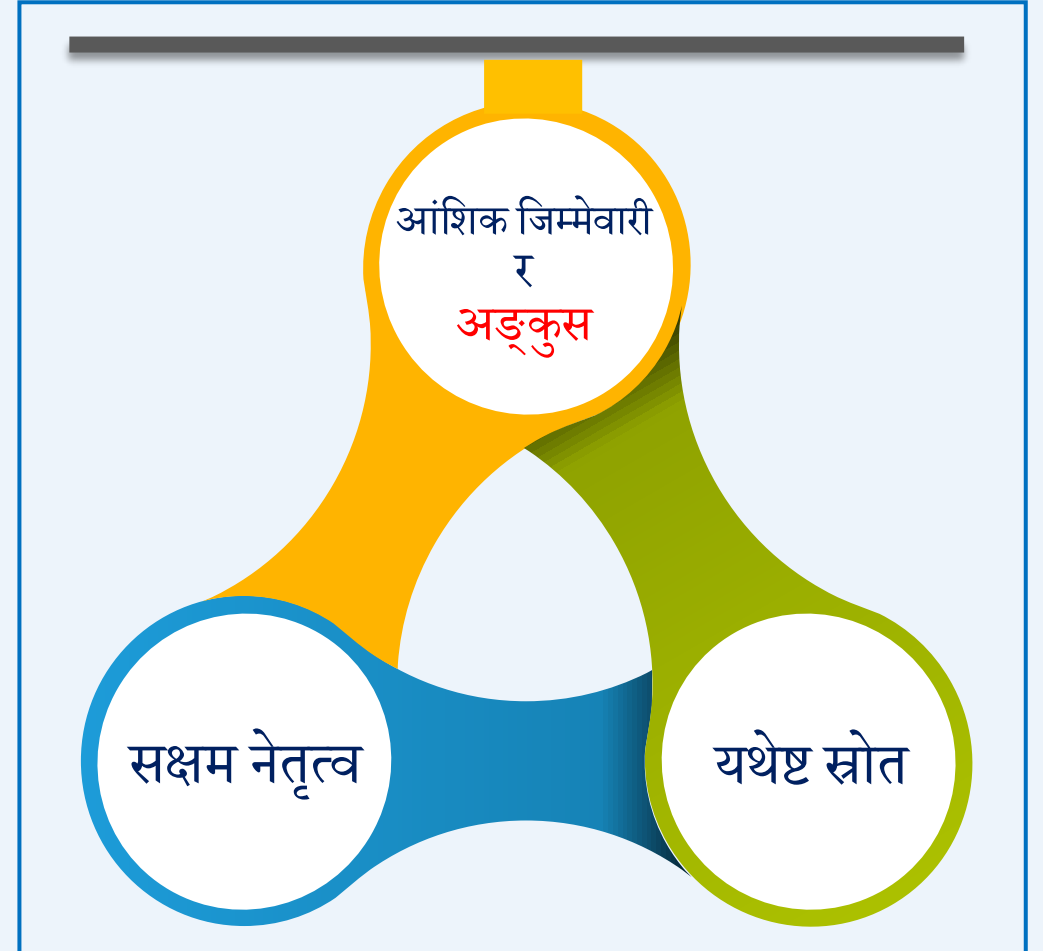 आंशिक जिम्मेवारी
र
अङ्कुस
सक्षम नेतृत्व
यथेष्ट स्रोत